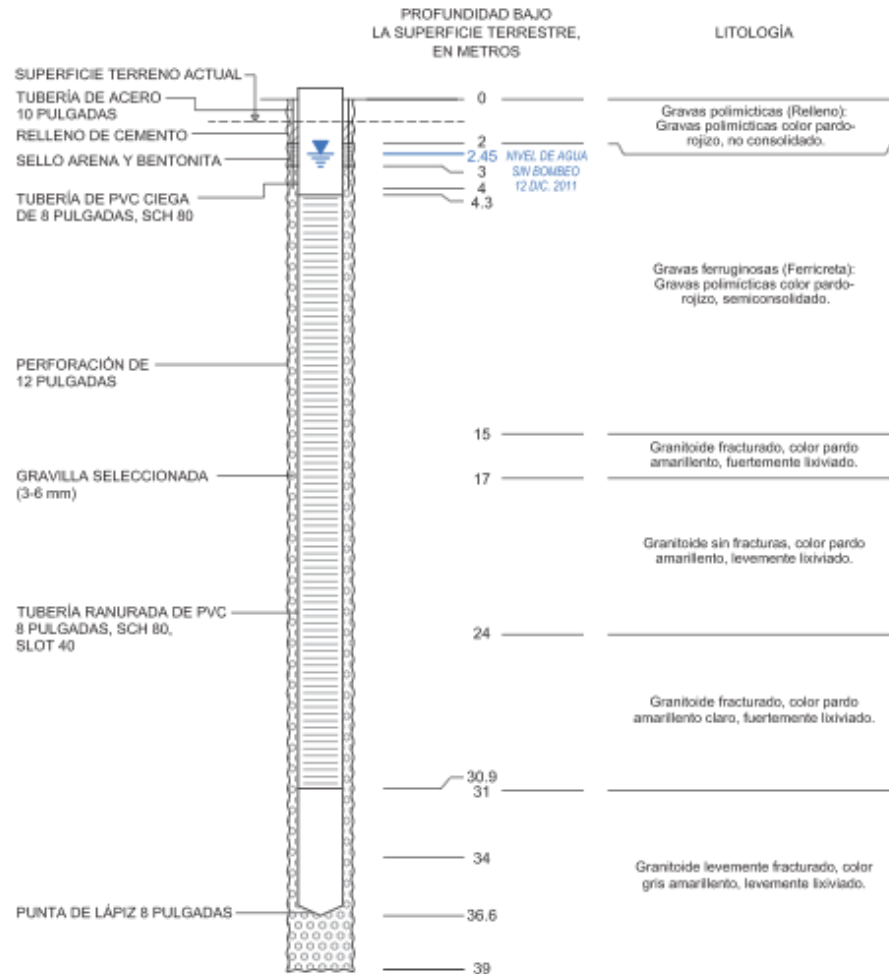 PROFUNDIDAD BAJO
LA SUPERFICIE TERRESTRE,
EN METROS
LITOLOGÍA
SUPERFICIE TERRENO ACTUAL
TUBERÍA DE ACERO
10 PULGADAS
RELLENO DE CEMENTO
SELLO ARENA Y BENTONITA
TUBERÍA DE PVC CIEGA
DE 8 PULGADAS, SCH 80
PERFORACIÓN DE
12 PULGADAS
GRAVILLA SELECCIONADA
(3-6 mm)
TUBERÍA RANURADA DE PVC
8 PULGADAS, SCH 80,
SLOT 40
PUNTA DE LÁPIZ 8 PULGADAS
0
2
2.45 NIVEL DE AGUA
SIN BOMBEO
12 DIC. 2011
3
4
4.3
15
17
24
30.9
31
34
36.6
39
Gravas polimícticas (Relleno):
Gravas polimícticas color pardo-
rojizo, no consolidado.
Gravas ferruginosas (Ferricreta):
Gravas polimícticas color pardo-
rojizo, semiconsolidado.
Granitoide fracturado, color pardo
amarillento, fuertemente lixiviado.
Granitoide sin fracturas, color pardo
amarillento, levemente lixiviado.
Granitoide fracturado, color pardo
amarillento claro, fuertemente lixiviado.
Granitoide levemente fracturado, color
gris amarillento, levemente lixiviado.